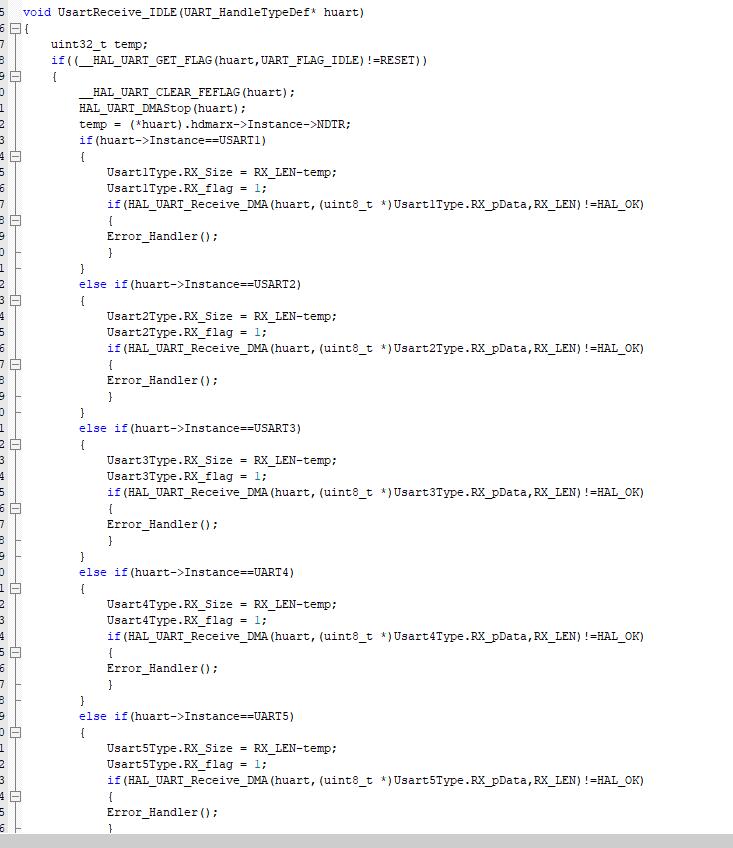 5 void UsartReceive_IDLE(UART_HandleTypeDef* huart)
6 {
7 uint32_t temp;
8 if((__HAL_UART_GET_FLAG(huart,UART_FLAG_IDLE)!=RESET))
9 {
0 __HAL_UART_CLEAR_FEFLAG(huart);
1 HAL_UART_DMAStop(huart);
2 temp = (*huart).hdmarx->Instance->NDTR;
3 if(huart->Instance==USART1)
4 {
5 Usart1Type.RX_Size = RX_LEN-temp;
6 Usart1Type.RX_flag = 1;
7 if(HAL_UART_Receive_DMA(huart,(uint8_t *)Usart1Type.RX_pData,RX_LEN)!=HAL_OK)
8 {
9 Error_Handler();
0 }
1 }
2 else if(huart->Instance==USART2)
3 {
4 Usart2Type.RX_Size = RX_LEN-temp;
5 Usart2Type.RX_flag = 1;
6 if(HAL_UART_Receive_DMA(huart,(uint8_t *)Usart2Type.RX_pData,RX_LEN)!=HAL_OK)
7 {
8 Error_Handler();
9 }
0 }
1 else if(huart->Instance==USART3)
2 {
3 Usart3Type.RX_Size = RX_LEN-temp;
4 Usart3Type.RX_flag = 1;
5 if(HAL_UART_Receive_DMA(huart,(uint8_t *)Usart3Type.RX_pData,RX_LEN)!=HAL_OK)
6 {
7 Error_Handler();
8 }
9 }
0 else if(huart->Instance==UART4)
1 {
2 Usart4Type.RX_Size = RX_LEN-temp;
3 Usart4Type.RX_flag = 1;
4 if(HAL_UART_Receive_DMA(huart,(uint8_t *)Usart4Type.RX_pData,RX_LEN)!=HAL_OK)
5 {
6 Error_Handler();
7 }
8 }
9 else if(huart->Instance==UART5)
0 {
1 Usart5Type.RX_Size = RX_LEN-temp;
2 Usart5Type.RX_flag = 1;
3 if(HAL_UART_Receive_DMA(huart,(uint8_t *)Usart5Type.RX_pData,RX_LEN)!=HAL_OK)
4 {
5 Error_Handler();
6 }